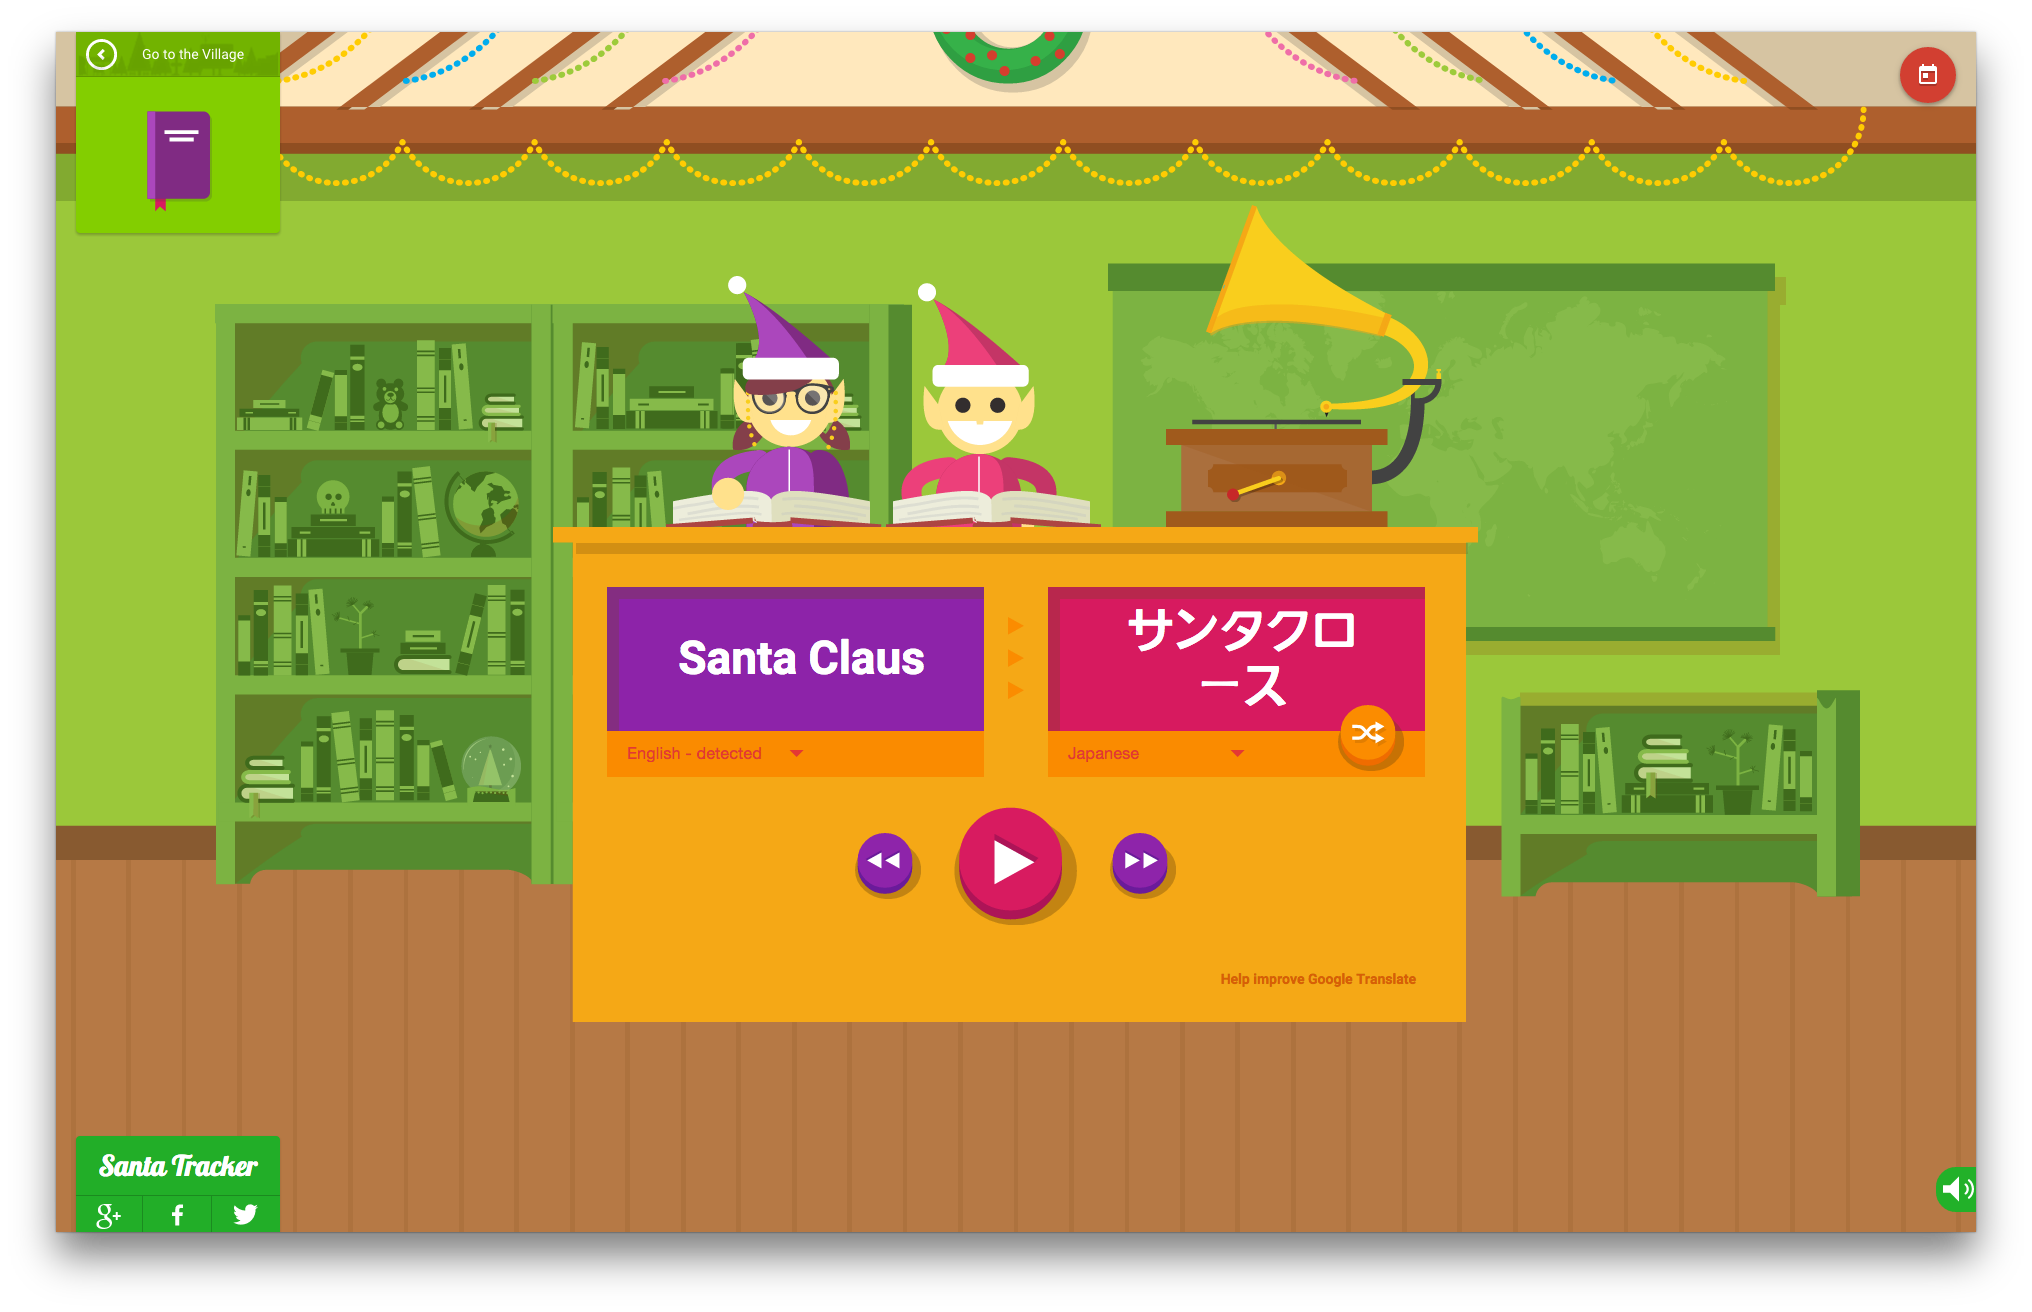 Go to the Village
Santa Claus
サンタクロ
ース
English - detected
Japanese
Help improve Google Translate
Santa Tracker
g+
f